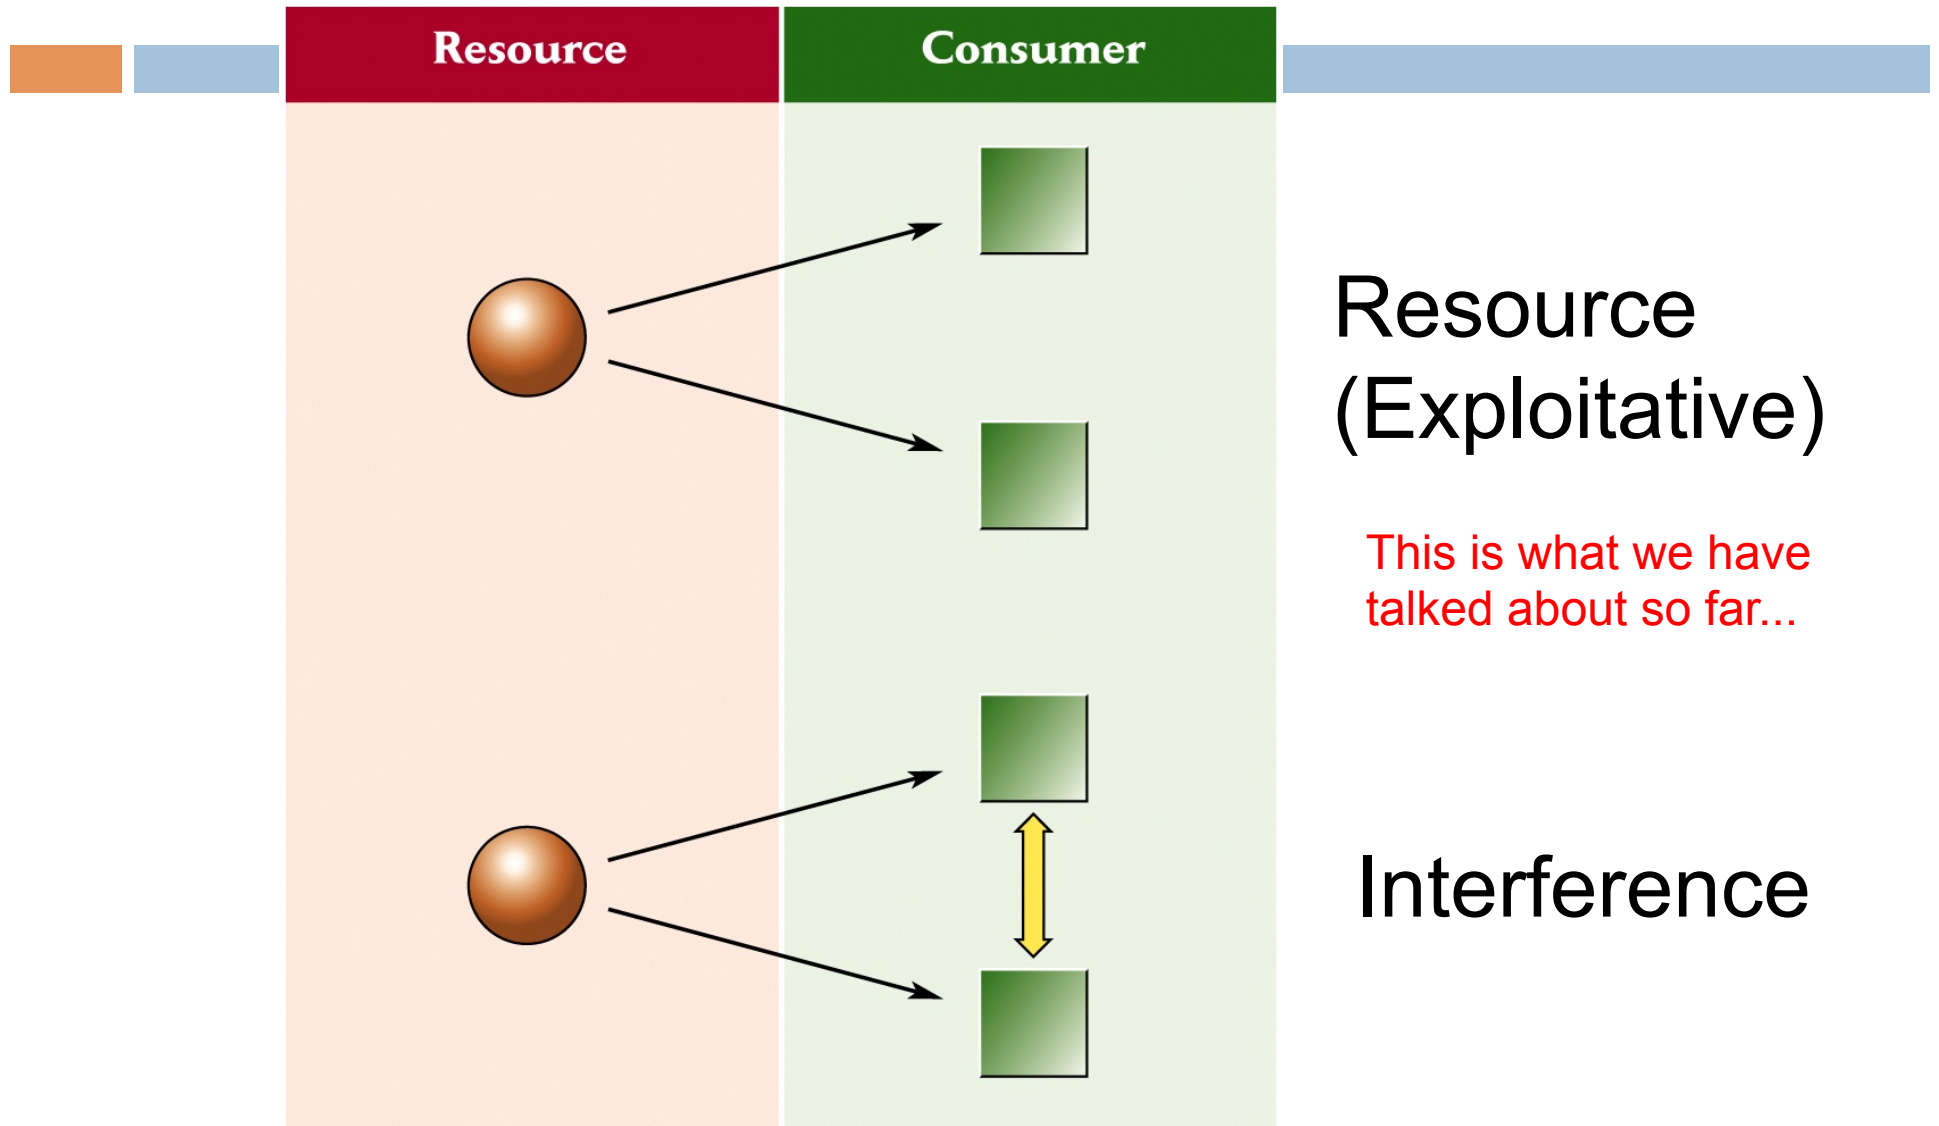 Resource
Consumer
Resource
(Exploitative)
This is what we have
talked about so far...
Interference